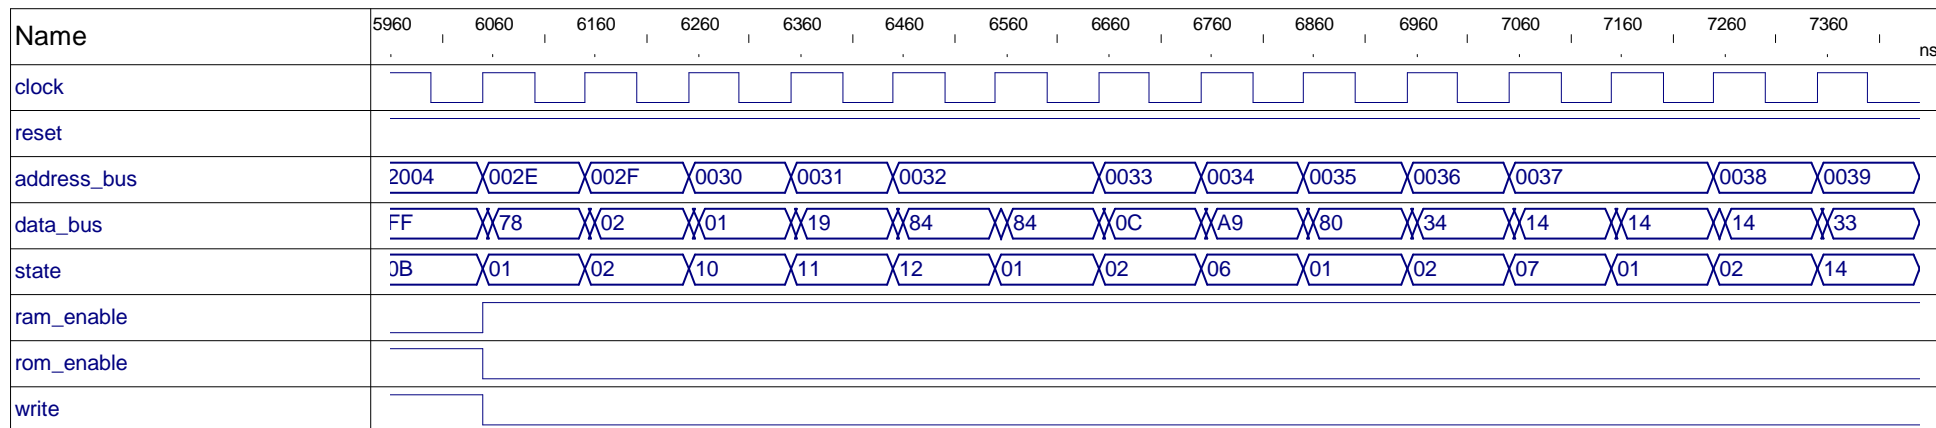 Name 5960 6060 6160 6260 6360 6460 6560 6660 6760 6860 6960 7060 7160 7260 7360 ns
clock
reset
address_bus 2004 002E 002F 0030 0031 0032 0033 0034 0035 0036 0037 0038 0039
data_bus FF 78 02 01 19 84 84 0C A9 80 34 14 14 14 33
state 0B 01 02 10 11 12 01 02 06 01 02 07 01 02 14
ram_enable
rom_enable
write